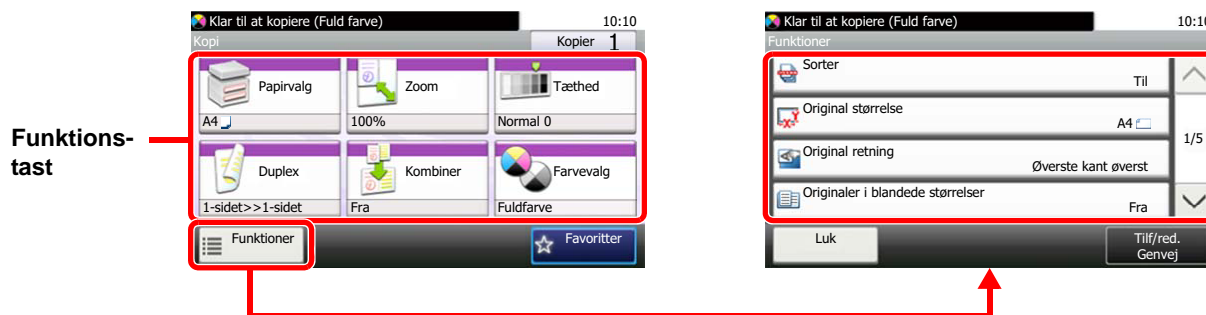 Funktions-
tast
Klar til at kopiere (Fuld farve) 10:10
Kopi Kopier 1
Papirvalg Zoom Tæthed
A4 100% Normal 0
Duplex Kombiner Farvevalg
1-sidet>>1-sidet Fra Fuldfarve
Funktioner Favoritter
Klar til at kopiere (Fuld farve) 10:10
Funktioner
Sorter
Til
Original størrelse
A4
1/5
Original retning
Øverste kant øverst
Originaler i blandede størrelser
Fra
Luk Tilf/red.
Genvej